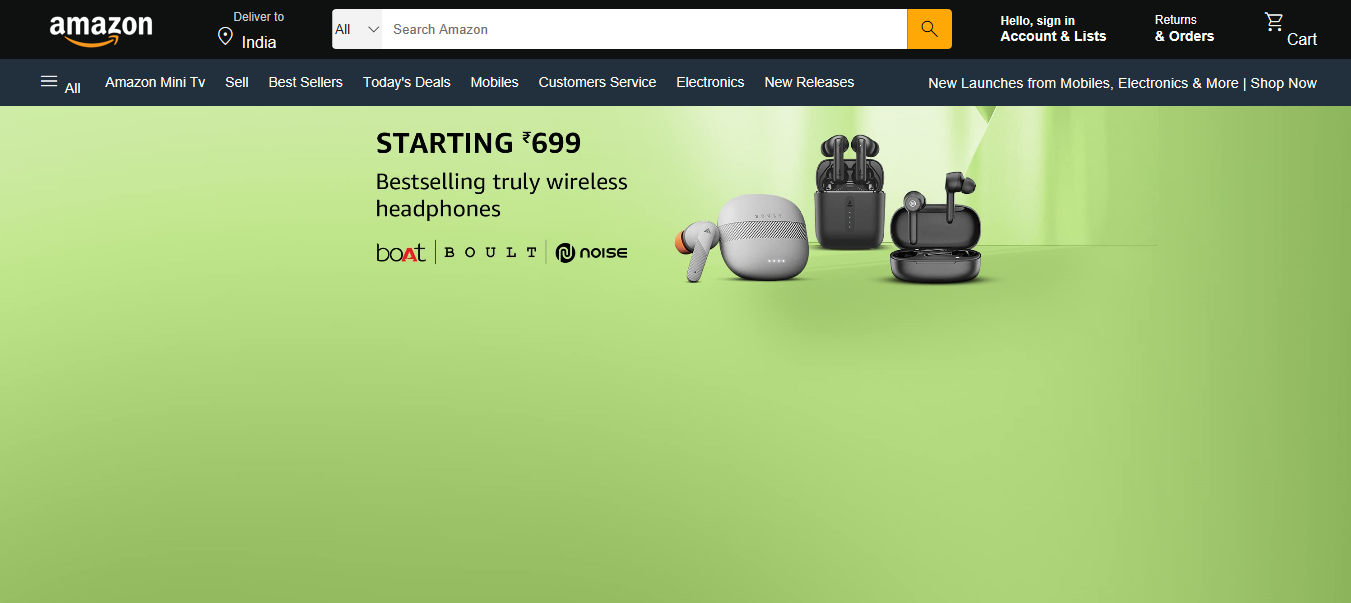 amazon
Deliver to
India
All
Search Amazon
Hello, sign in
Account & Lists
Returns
& Orders
Cart
All
Amazon Mini Tv
Sell
Best Sellers
Today's Deals
Mobiles
Customers Service
Electronics
New Releases
New Launches from Mobiles, Electronics & More | Shop Now
STARTING ₹699
Bestselling truly wireless
headphones
boAt | BOULT | NOISE
BOULT